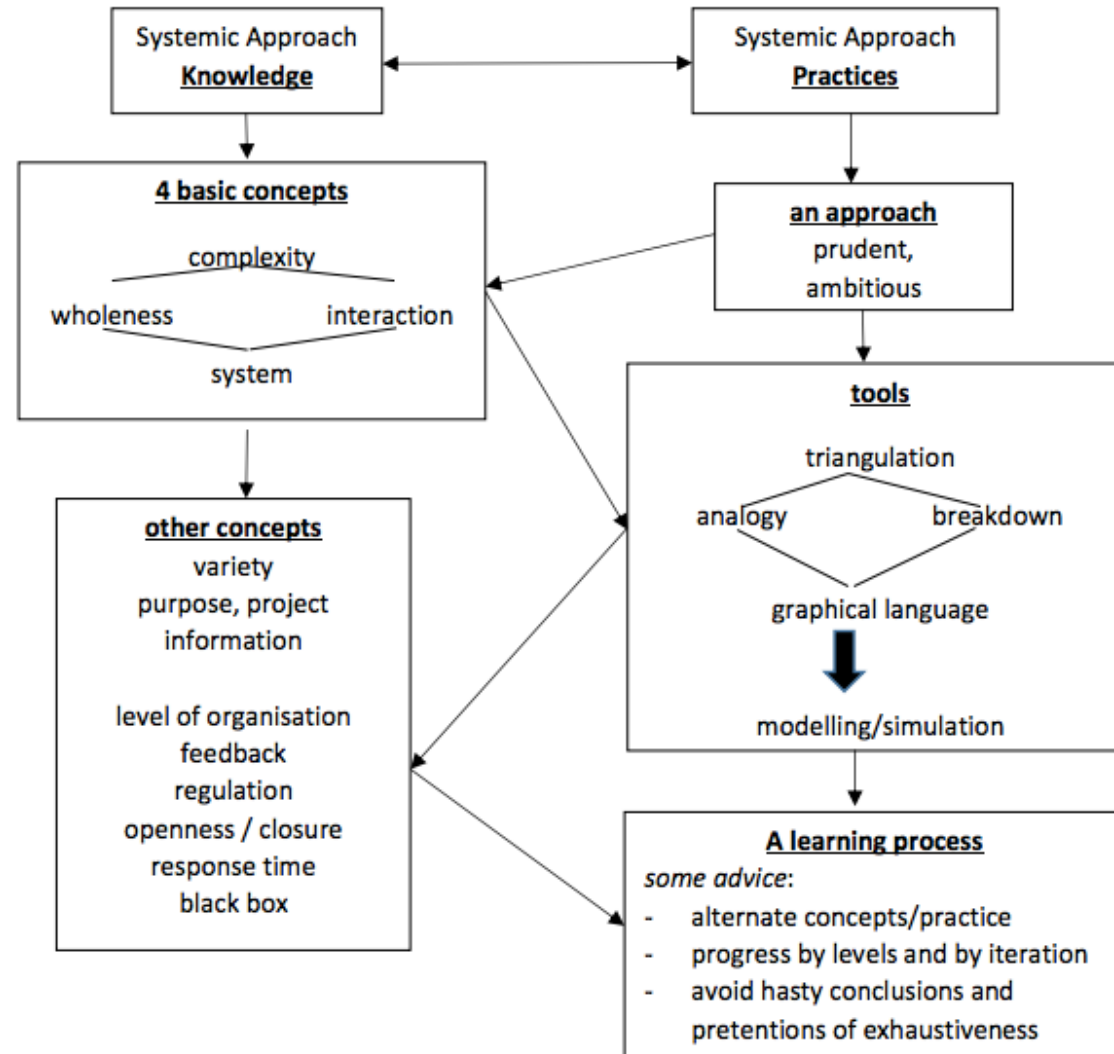 Systemic Approach
Knowledge
Systemic Approach
Practices
4 basic concepts
complexity
wholeness interaction
system
an approach
prudent,
ambitious
tools
triangulation
analogy breakdown
graphical language
modelling/simulation
other concepts
variety
purpose, project
information
level of organisation
feedback
regulation
openness / closure
response time
black box
A learning process
some advice:
- alternate concepts/practice
- progress by levels and by iteration
- avoid hasty conclusions and
pretentions of exhaustiveness